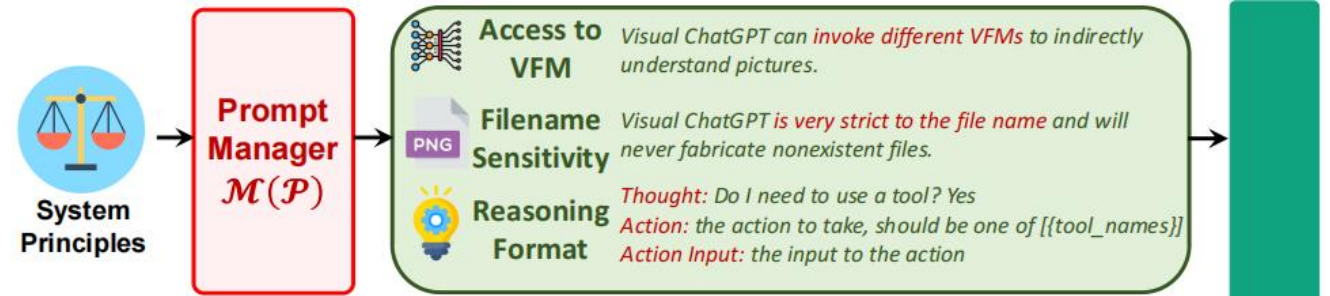 System
Principles
Prompt
Manager
ℳ(𝒫)
Access to
VFM
Visual ChatGPT can invoke different VFMs to indirectly
understand pictures.
PNG
Filename
Sensitivity
Visual ChatGPT is very strict to the file name and will
never fabricate nonexistent files.
Reasoning
Format
Thought: Do I need to use a tool? Yes
Action: the action to take, should be one of [{tool_names}]
Action Input: the input to the action